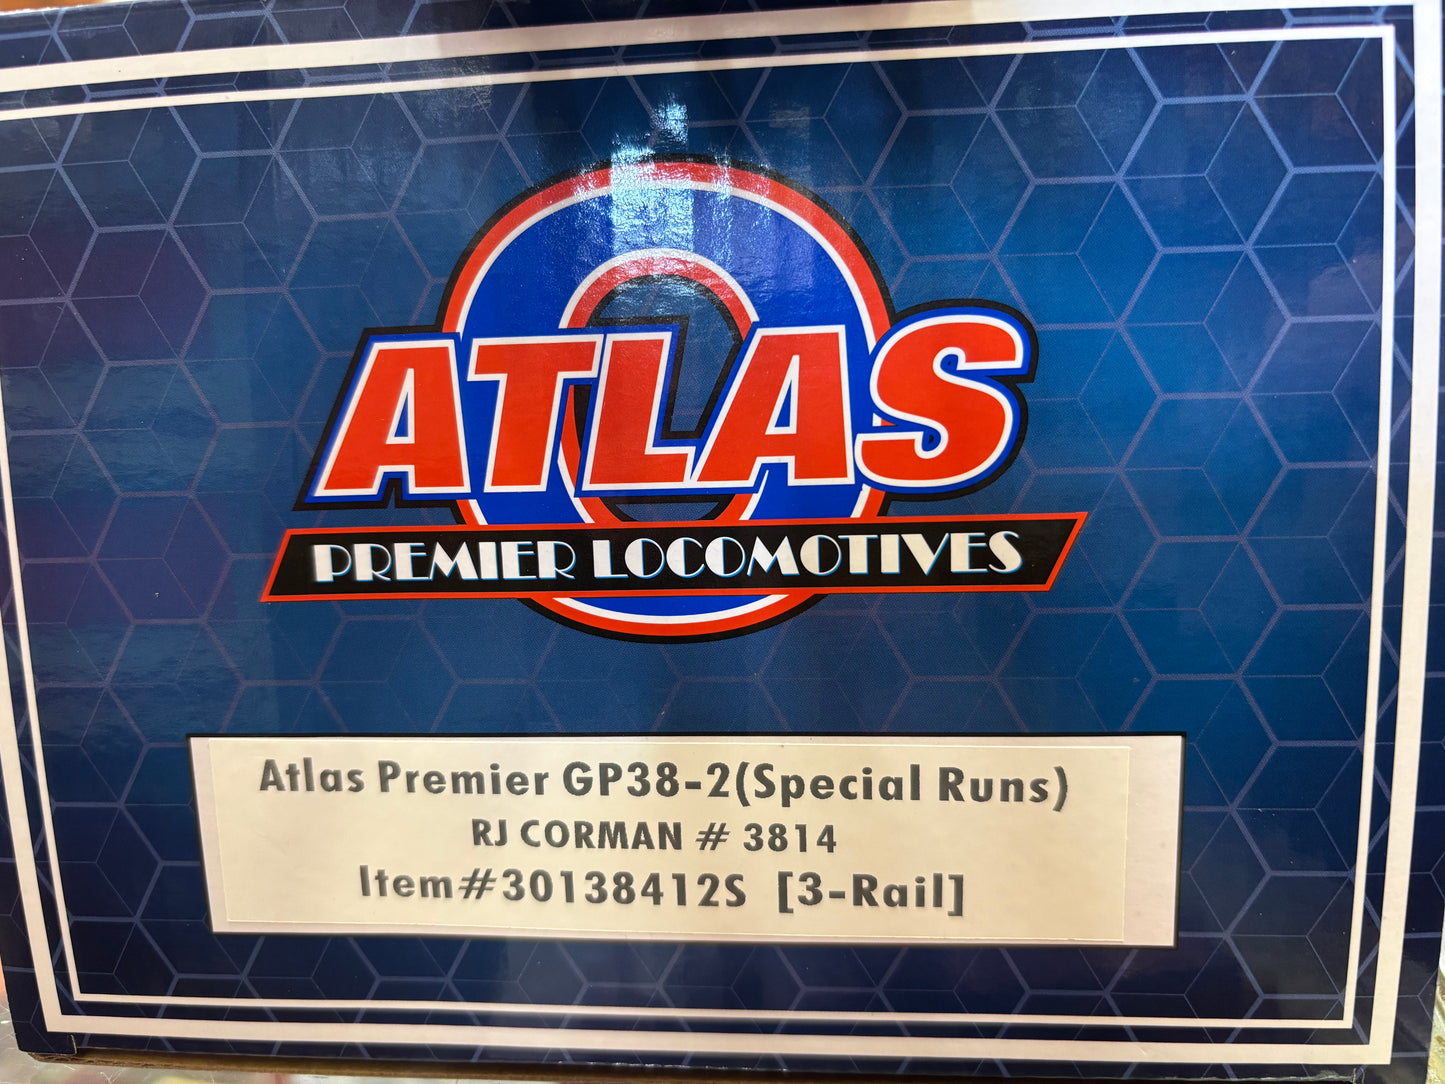 ATLAS
PREMIER LOCOMOTIVES
Atlas Premier GP38-2(Special Runs)
RJ CORMAN # 3814
Item#30138412S [3-Rail]